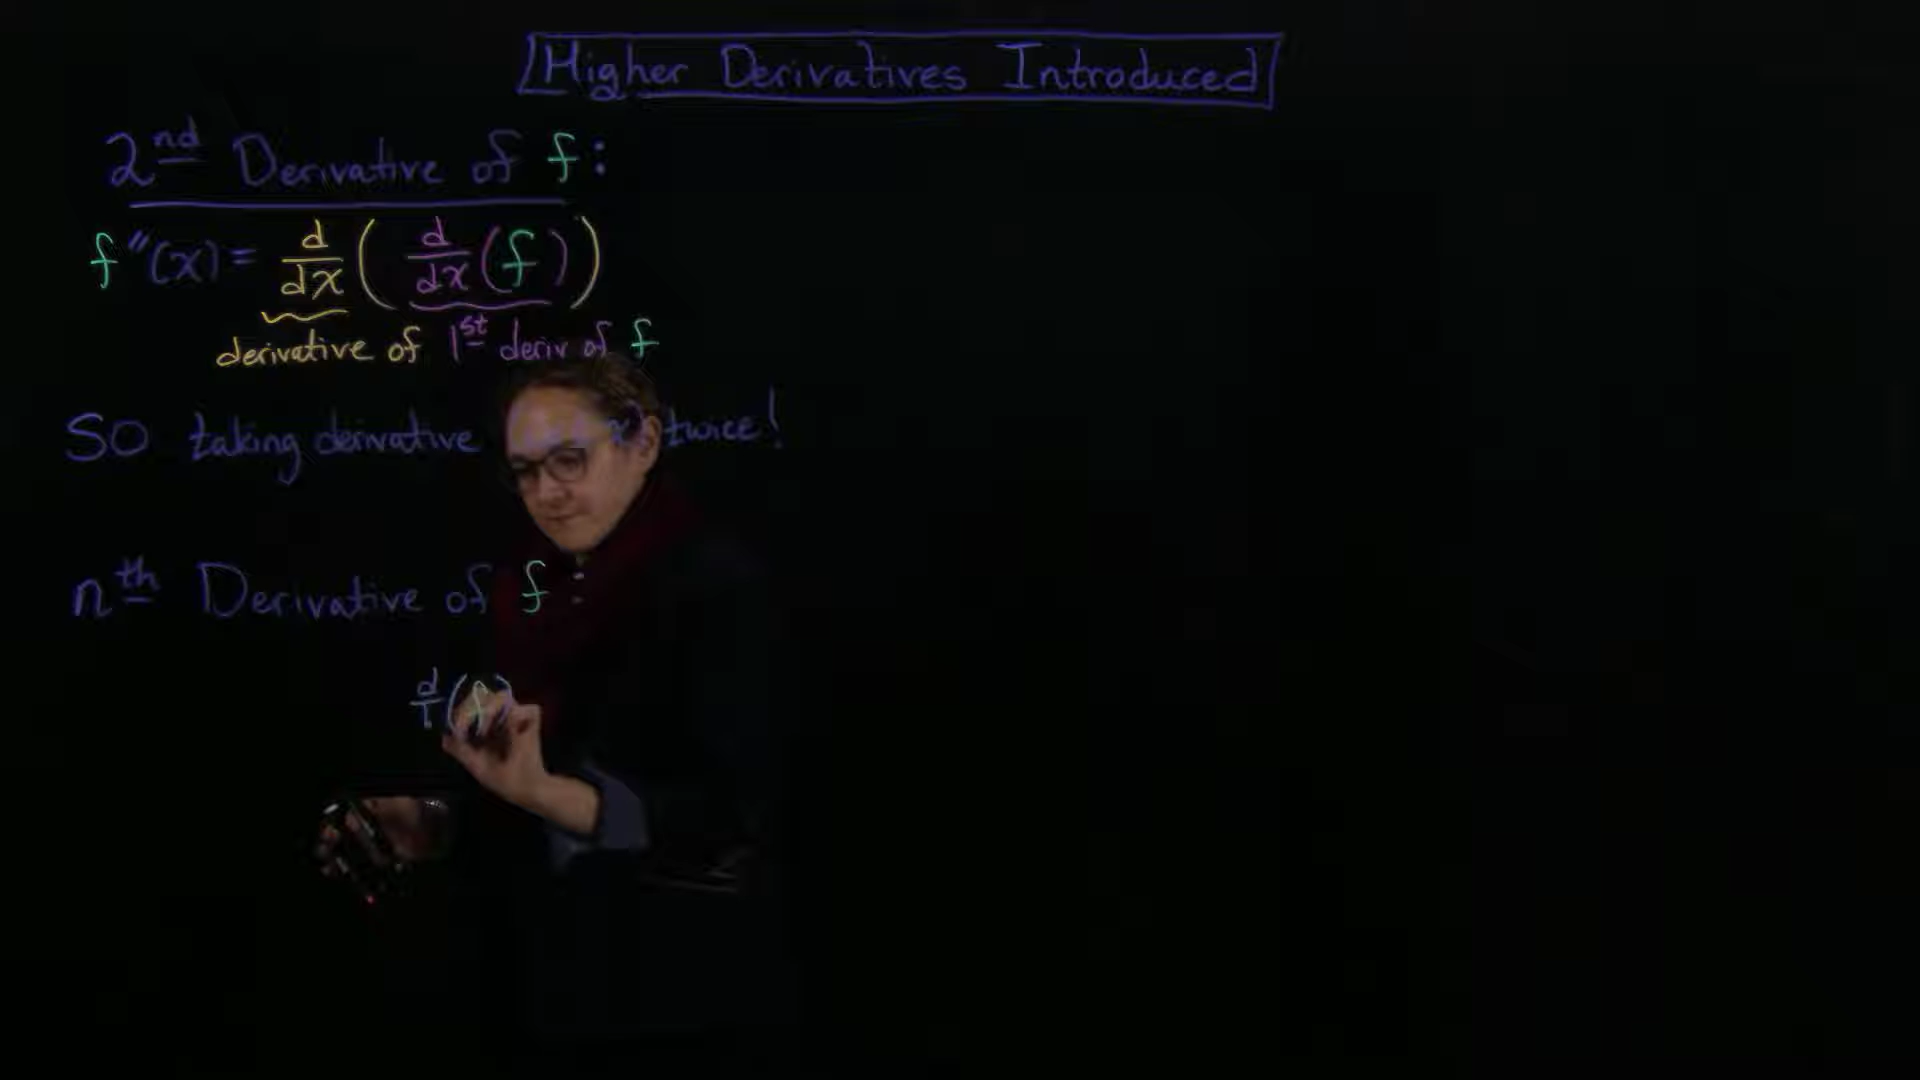 Higher Derivatives Introduced
2nd Derivative of f:
f"(x) = d/dx ( d/dx (f) )
derivative of 1st deriv of f
SO taking derivative x) twice!
nth Derivative of f
d (f)